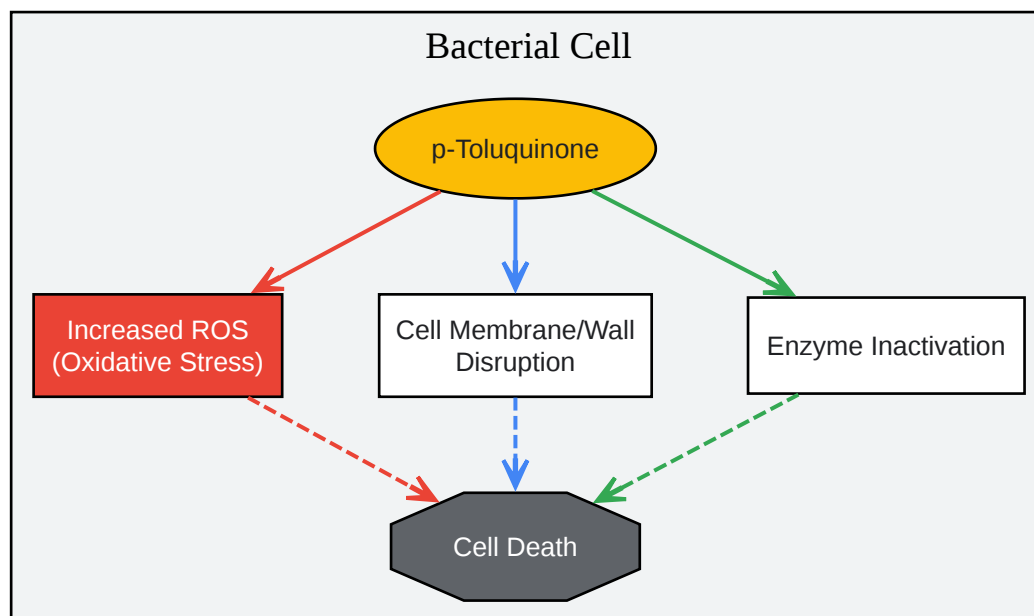 Bacterial Cell
p-Toluquinone
Increased ROS
(Oxidative Stress)
Cell Membrane/Wall
Disruption
Enzyme Inactivation
Cell Death